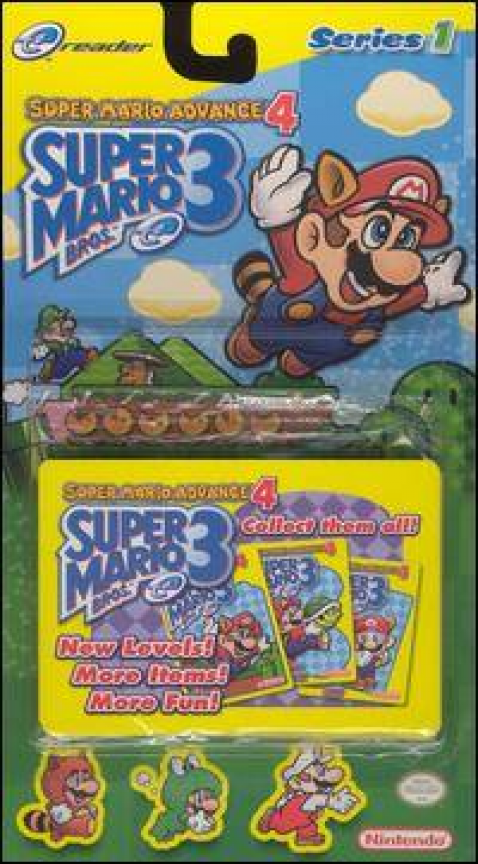 e reader
Series 1
SUPER MARIO ADVANCE 4
SUPER
MARIO 3
BROS.
e
SUPER MARIO ADVANCE 4
SUPER
MARIO 3
BROS.
e
Collect them all!
New Levels!
More Items!
More Fun!
Nintendo